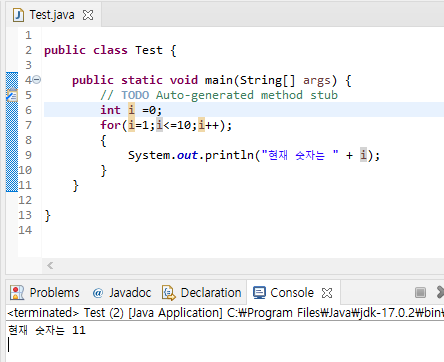 Test.java
1
2 public class Test {
3
4 public static void main(String[] args) {
5 // TODO Auto-generated method stub
6 int i =0;
7 for(i=1;i<=10;i++);
8 {
9 System.out.println("현재 숫자는 " + i);
10 }
11 }
12
13 }
14
Problems @ Javadoc Declaration Console
<terminated> Test (2) [Java Application] C:₩Program Files₩Java₩jdk-17.0.2₩bin₩
현재 숫자는 11